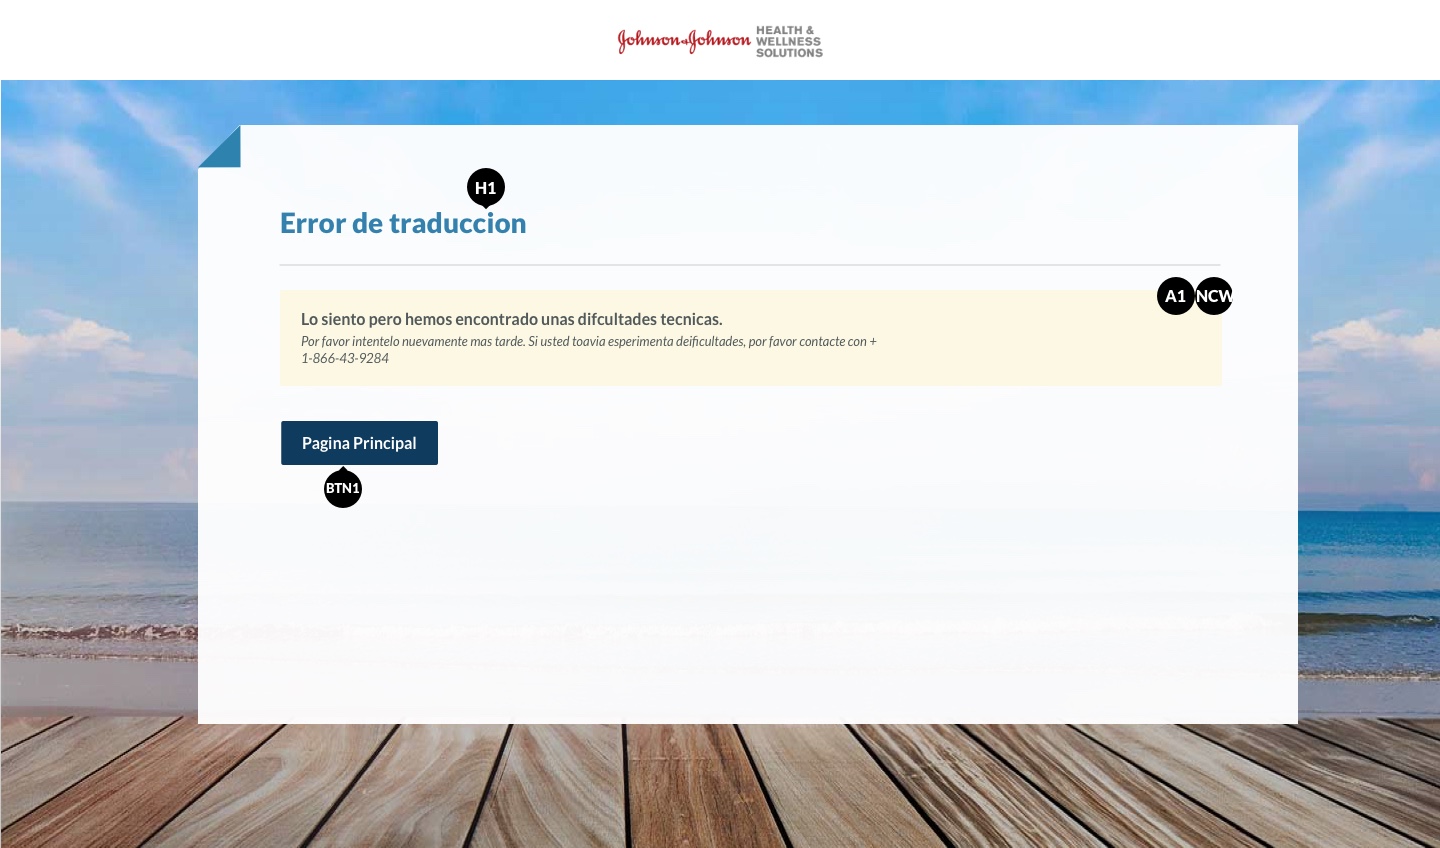 Johnson & Johnson HEALTH &
WELLNESS
SOLUTIONS
H1
Error de traduccion
A1 NCW
Lo siento pero hemos encontrado unas difcultades tecnicas.
Por favor intentelo nuevamente mas tarde. Si usted toavia esperimenta deificultades, por favor contacte con +
1-866-43-9284
Pagina Principal
BTN1